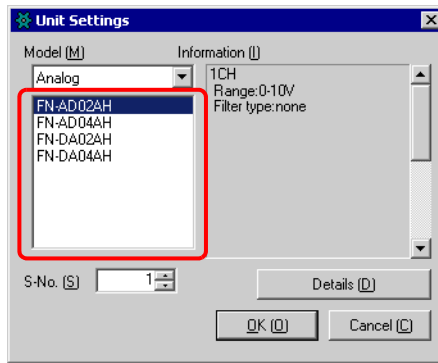 Unit Settings
Model (M) Information (I)
Analog
1CH
Range:0-10V
Filter type:none
FN-AD02AH
FN-AD04AH
FN-DA02AH
FN-DA04AH
S-No. (S) 1
Details (D)
OK (O) Cancel (C)